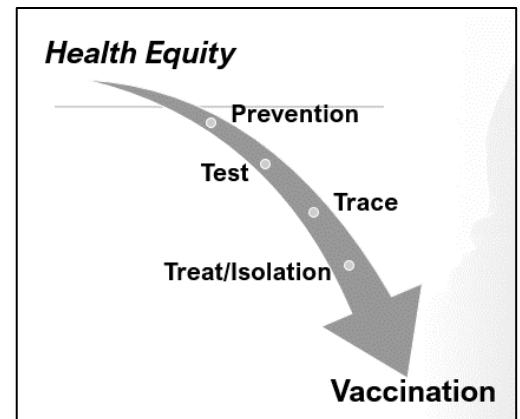 Health Equity
Prevention
Test
Trace
Treat/Isolation
Vaccination